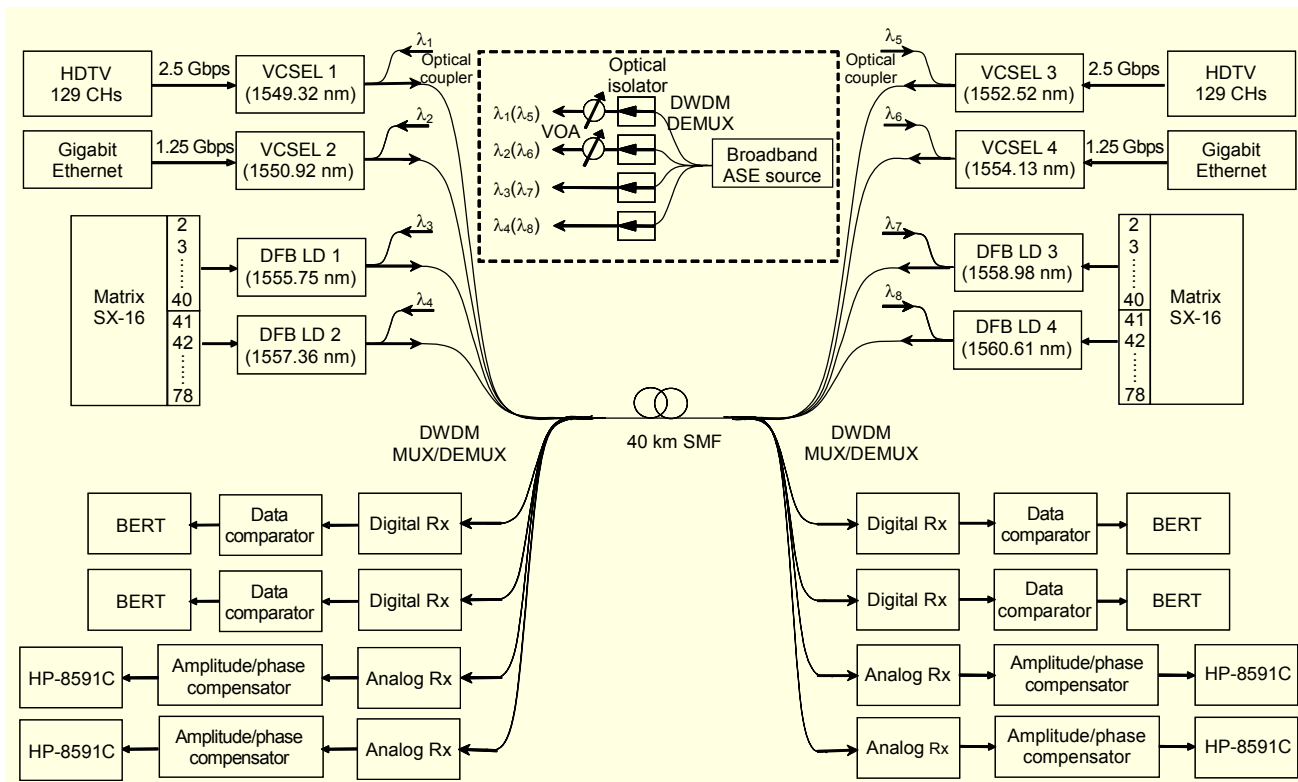 HDTV
129 CHs
2.5 Gbps
VCSEL 1
(1549.32 nm)
λ1
Optical
coupler
Gigabit
Ethernet
1.25 Gbps
VCSEL 2
(1550.92 nm)
λ2
Matrix
SX-16
2
3
......
40
41
42
......
78
DFB LD 1
(1555.75 nm)
λ3
DFB LD 2
(1557.36 nm)
λ4
Optical
isolator
DWDM
DEMUX
λ1(λ5)
VOA
λ2(λ6)
λ3(λ7)
λ4(λ8)
Broadband
ASE source
λ5
Optical
coupler
VCSEL 3
(1552.52 nm)
2.5 Gbps
HDTV
129 CHs
λ6
VCSEL 4
(1554.13 nm)
1.25 Gbps
Gigabit
Ethernet
λ7
DFB LD 3
(1558.98 nm)
λ8
DFB LD 4
(1560.61 nm)
2
3
......
40
41
42
......
78
Matrix
SX-16
DWDM
MUX/DEMUX
40 km SMF
DWDM
MUX/DEMUX
BERT
Data
comparator
Digital Rx
Digital Rx
Data
comparator
BERT
BERT
Data
comparator
Digital Rx
Digital Rx
Data
comparator
BERT
HP-8591C
Amplitude/phase
compensator
Analog Rx
Analog Rx
Amplitude/phase
compensator
HP-8591C
HP-8591C
Amplitude/phase
compensator
Analog Rx
Analog Rx
Amplitude/phase
compensator
HP-8591C